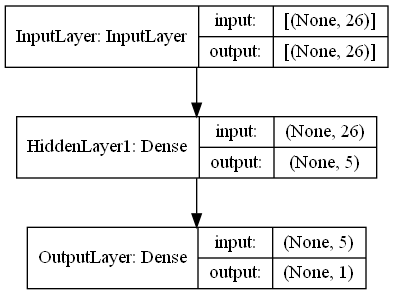 InputLayer: InputLayer
input: [(None, 26)]
output: [(None, 26)]
HiddenLayer1: Dense
input: (None, 26)
output: (None, 5)
OutputLayer: Dense
input: (None, 5)
output: (None, 1)